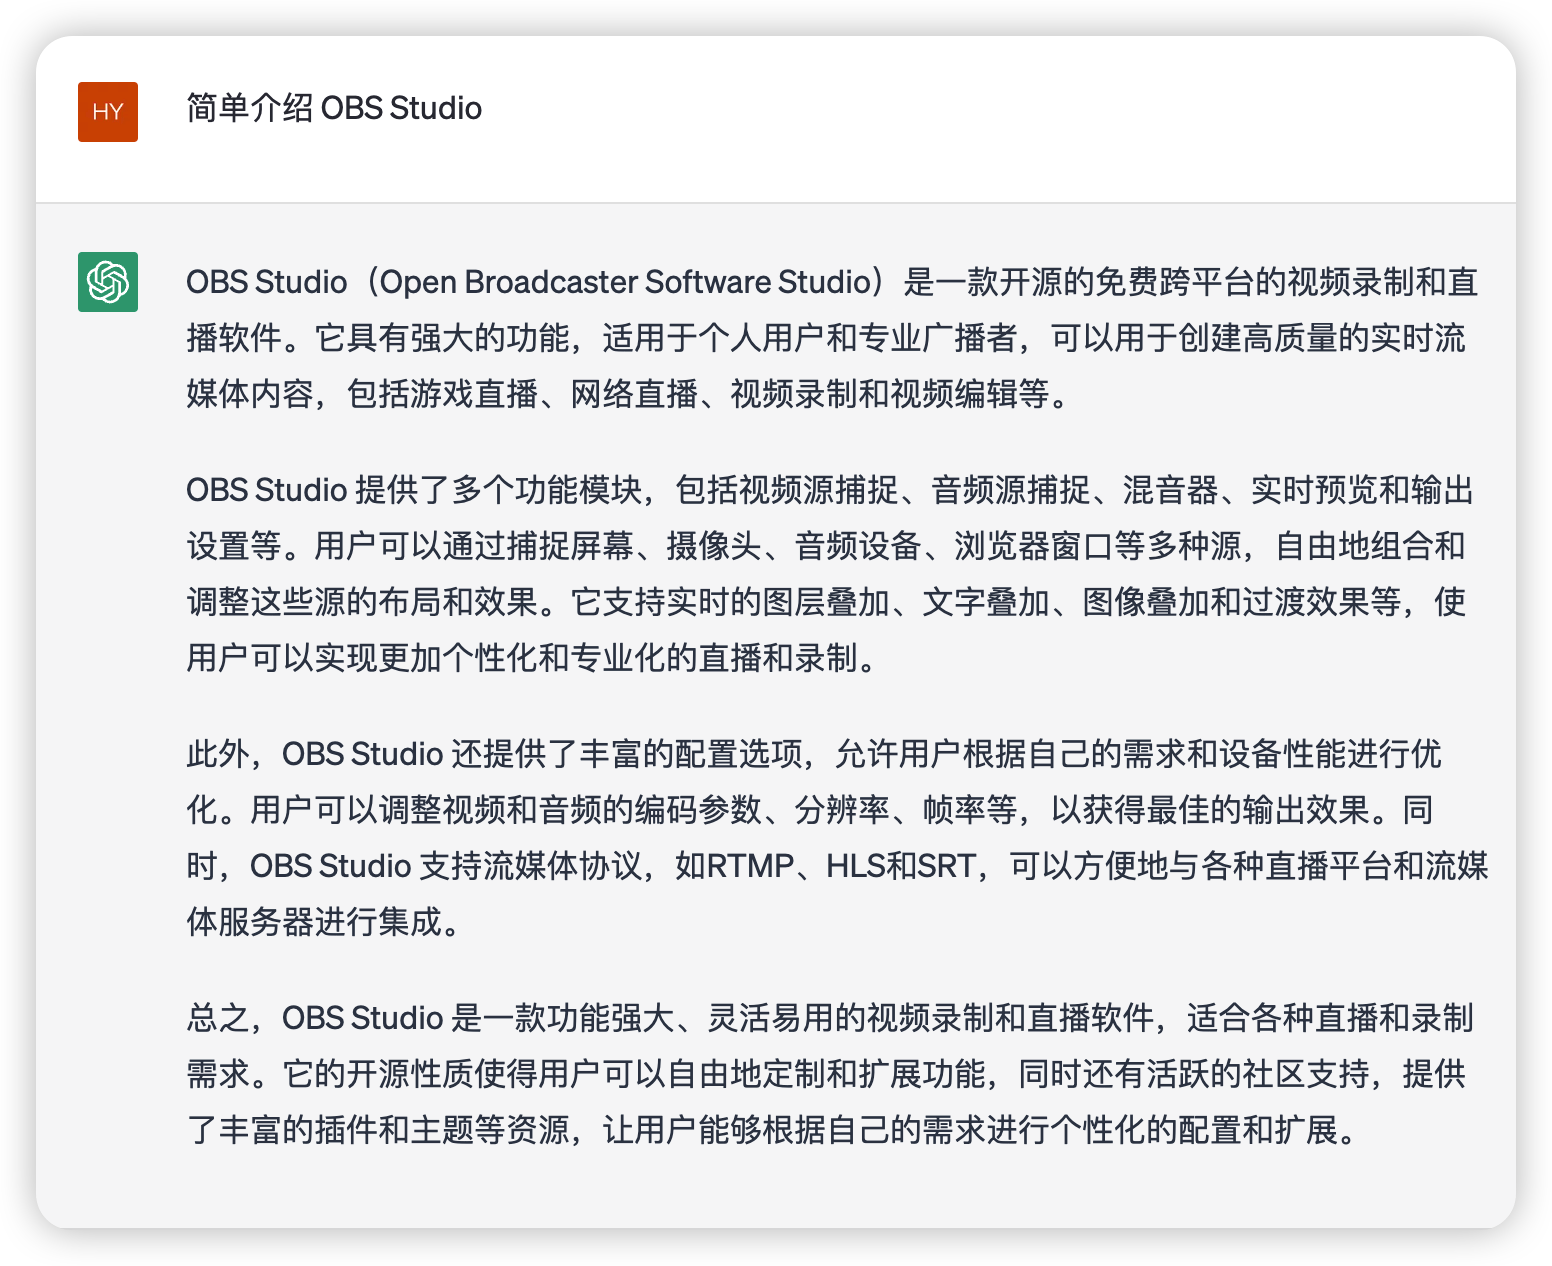 HY
简单介绍 OBS Studio
OBS Studio（Open Broadcaster Software Studio）是一款开源的免费跨平台的视频录制和直
播软件。它具有强大的功能，适用于个人用户和专业广播者，可以用于创建高质量的实时流
媒体内容，包括游戏直播、网络直播、视频录制和视频编辑等。
OBS Studio 提供了多个功能模块，包括视频源捕捉、音频源捕捉、混音器、实时预览和输出
设置等。用户可以通过捕捉屏幕、摄像头、音频设备、浏览器窗口等多种源，自由地组合和
调整这些源的布局和效果。它支持实时的图层叠加、文字叠加、图像叠加和过渡效果等，使
用户可以实现更加个性化和专业化的直播和录制。
此外，OBS Studio 还提供了丰富的配置选项，允许用户根据自己的需求和设备性能进行优
化。用户可以调整视频和音频的编码参数、分辨率、帧率等，以获得最佳的输出效果。同
时，OBS Studio 支持流媒体协议，如RTMP、HLS和SRT，可以方便地与各种直播平台和流媒
体服务器进行集成。
总之，OBS Studio 是一款功能强大、灵活易用的视频录制和直播软件，适合各种直播和录制
需求。它的开源性质使得用户可以自由地定制和扩展功能，同时还有活跃的社区支持，提供
了丰富的插件和主题等资源，让用户能够根据自己的需求进行个性化的配置和扩展。